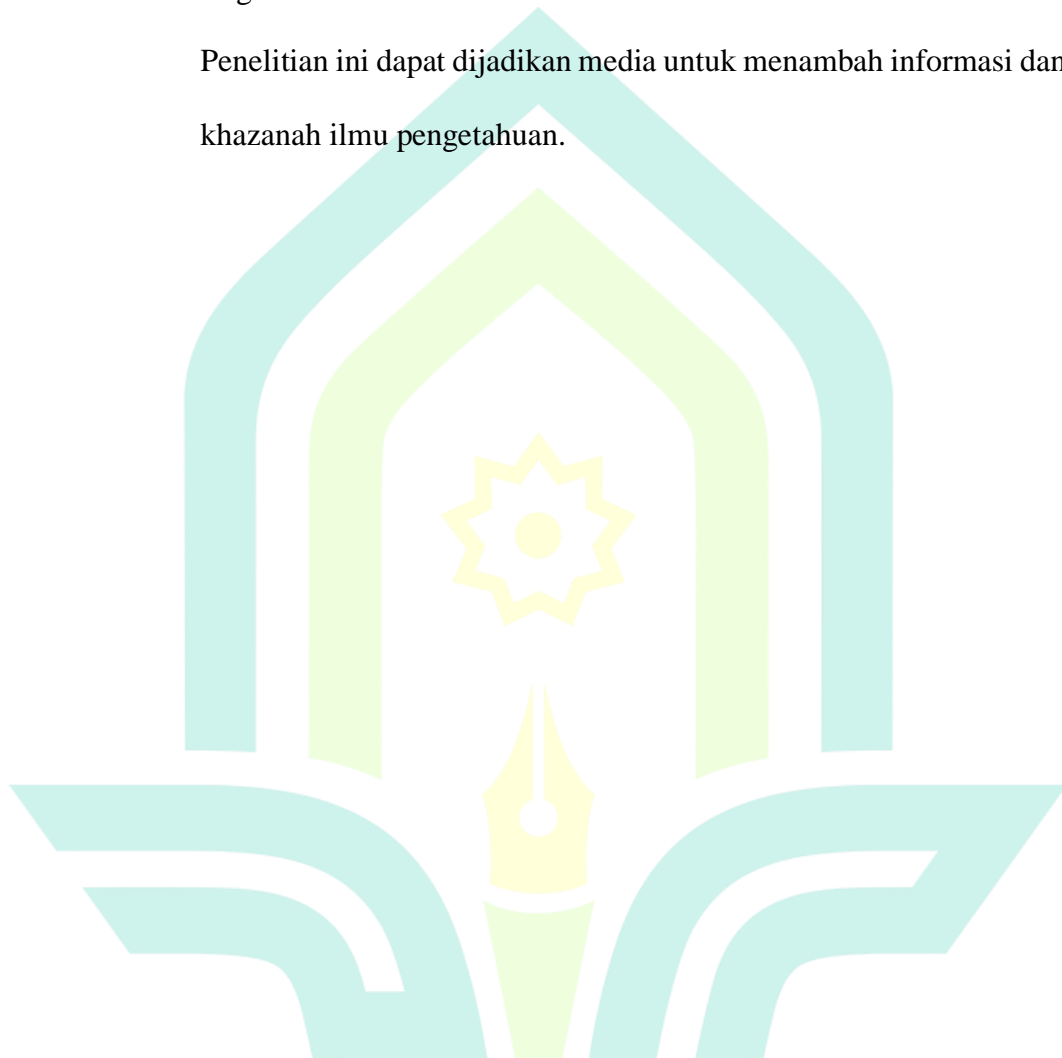 Penelitian ini dapat dijadikan media untuk menambah informasi dan
khazanah ilmu pengetahuan.